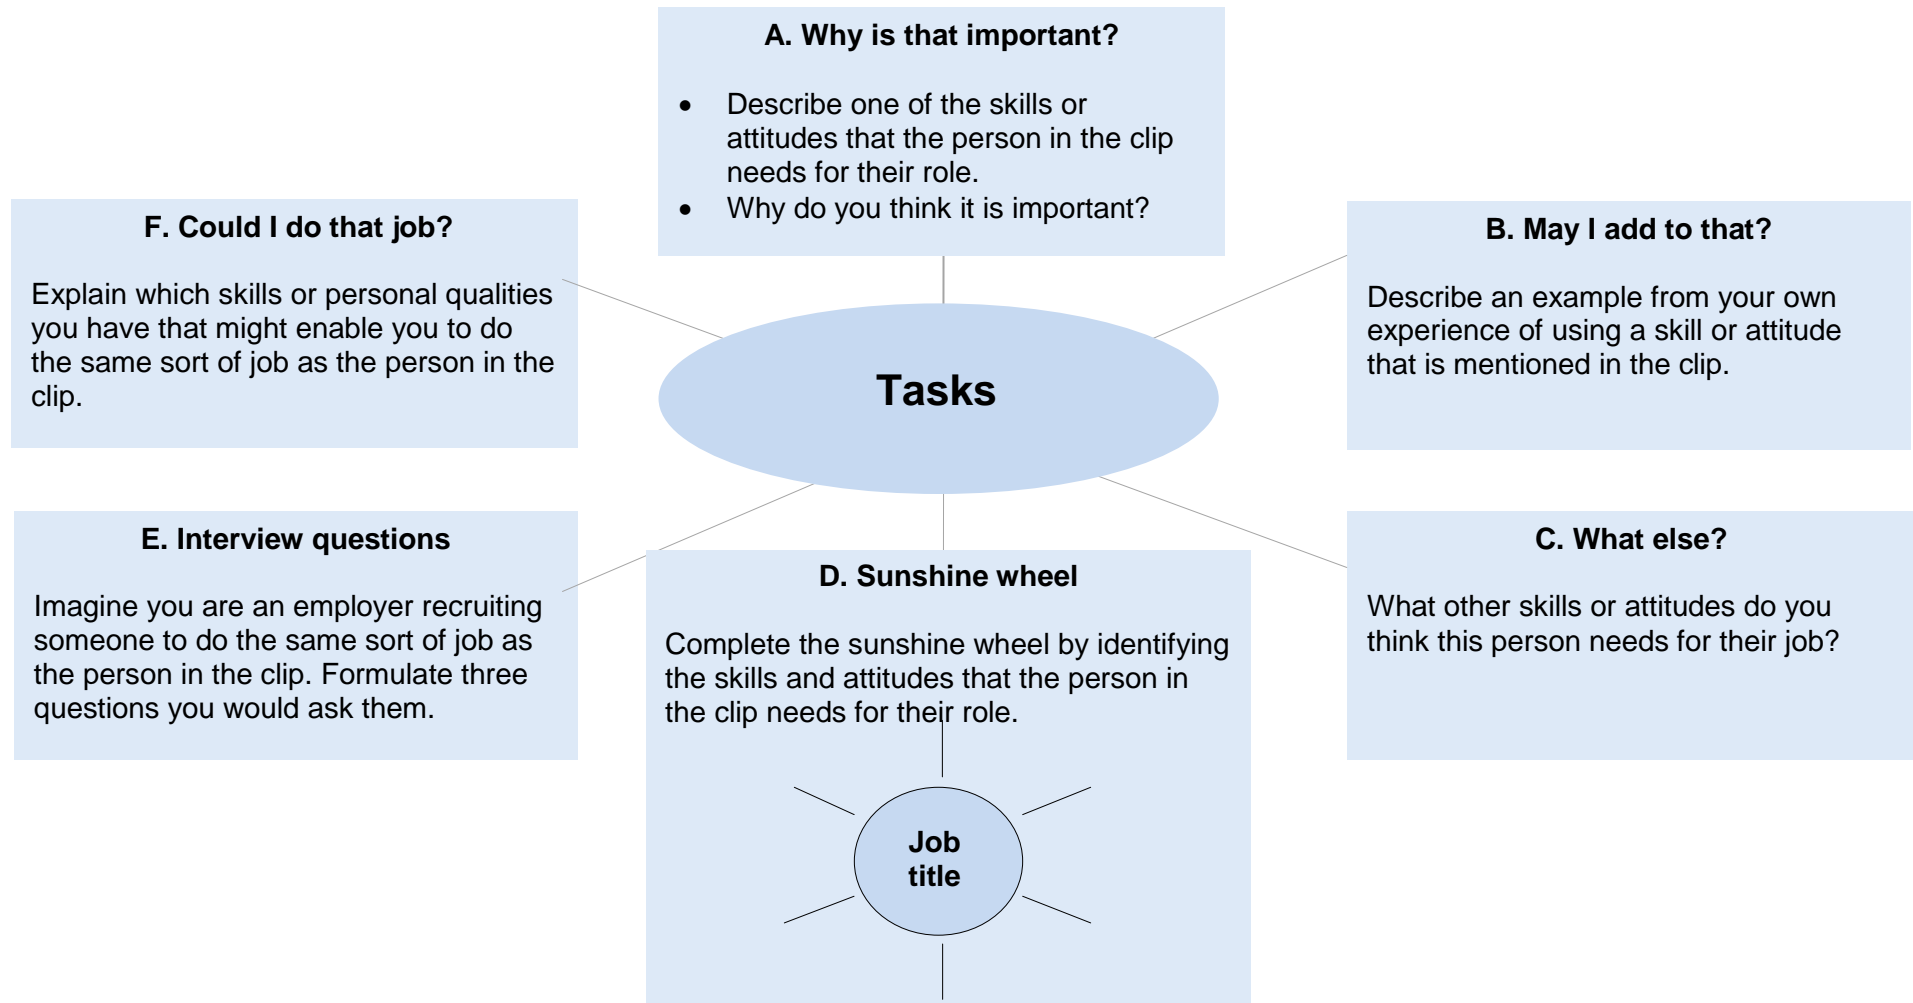 A. Why is that important?
• Describe one of the skills or
attitudes that the person in the clip
needs for their role.
• Why do you think it is important?
F. Could I do that job?
Explain which skills or personal qualities
you have that might enable you to do
the same sort of job as the person in the
clip.
B. May I add to that?
Describe an example from your own
experience of using a skill or attitude
that is mentioned in the clip.
Tasks
E. Interview questions
Imagine you are an employer recruiting
someone to do the same sort of job as
the person in the clip. Formulate three
questions you would ask them.
D. Sunshine wheel
Complete the sunshine wheel by identifying
the skills and attitudes that the person in
the clip needs for their role.
Job
title
C. What else?
What other skills or attitudes do you
think this person needs for their job?